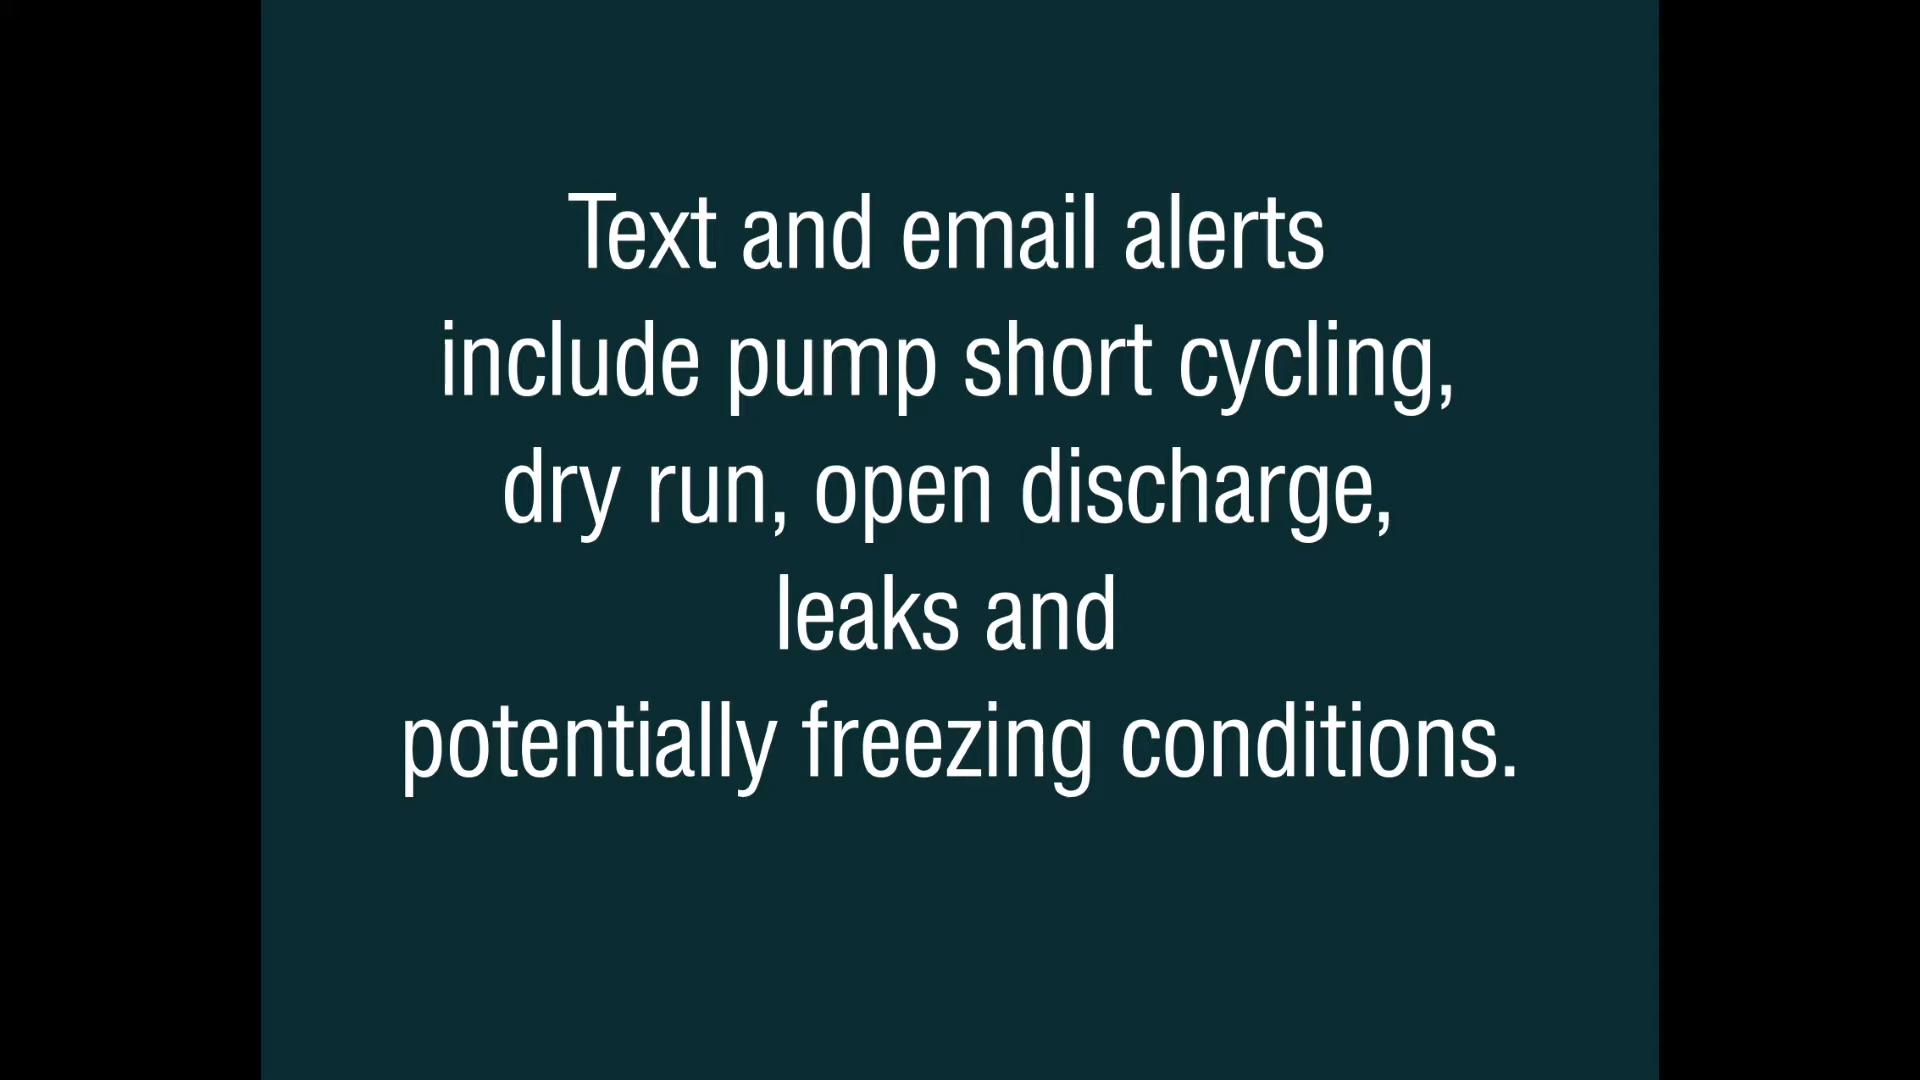 Text and email alerts
include pump short cycling,
dry run, open discharge,
leaks and
potentially freezing conditions.